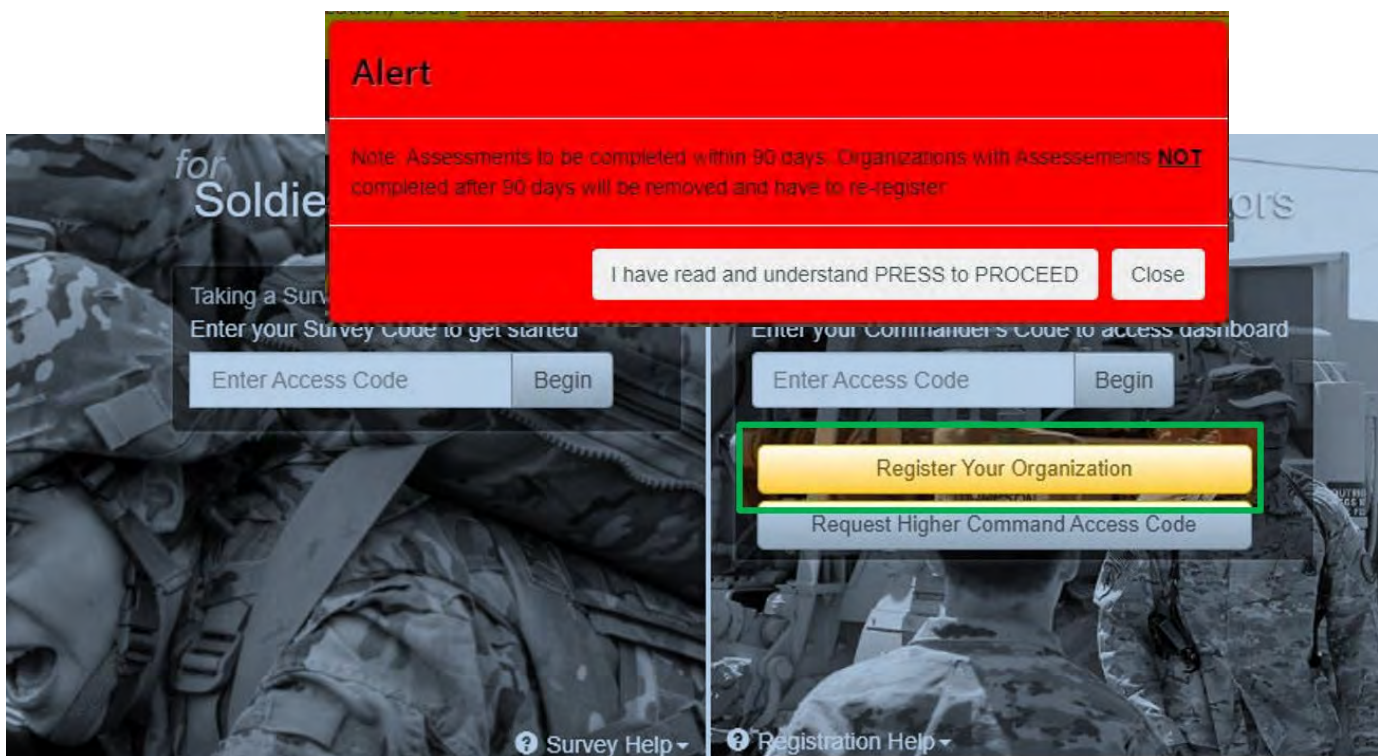 Alert
Note: Assessments to be completed within 90 days. Organizations with Assessements NOT
completed after 90 days will be removed and have to re-register
I have read and understand PRESS to PROCEED
Close
for
Soldie
ors
Taking a Surv
Enter your Survey Code to get started
Enter Access Code
Begin
Enter your Commander's Code to access dashboard
Enter Access Code
Begin
Register Your Organization
Request Higher Command Access Code
Survey Help
Registration Help